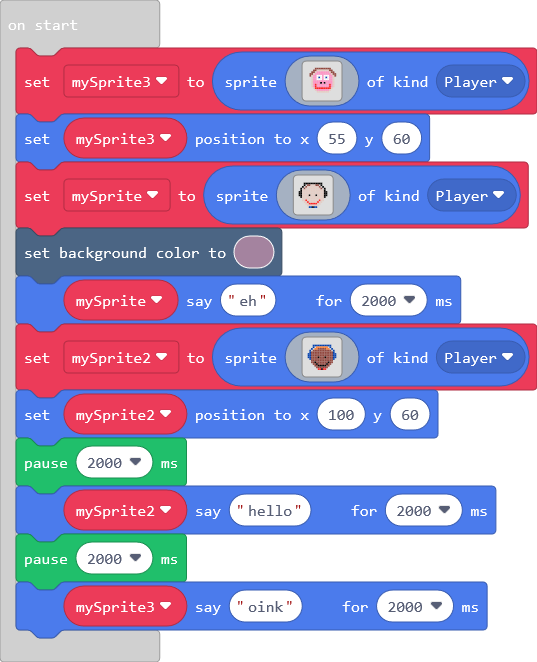 on start
set mySprite3 to sprite of kind Player
set mySprite3 position to x 55 y 60
set mySprite to sprite of kind Player
set background color to
mySprite say "eh" for 2000 ms
set mySprite2 to sprite of kind Player
set mySprite2 position to x 100 y 60
pause 2000 ms
mySprite2 say "hello" for 2000 ms
pause 2000 ms
mySprite3 say "oink" for 2000 ms